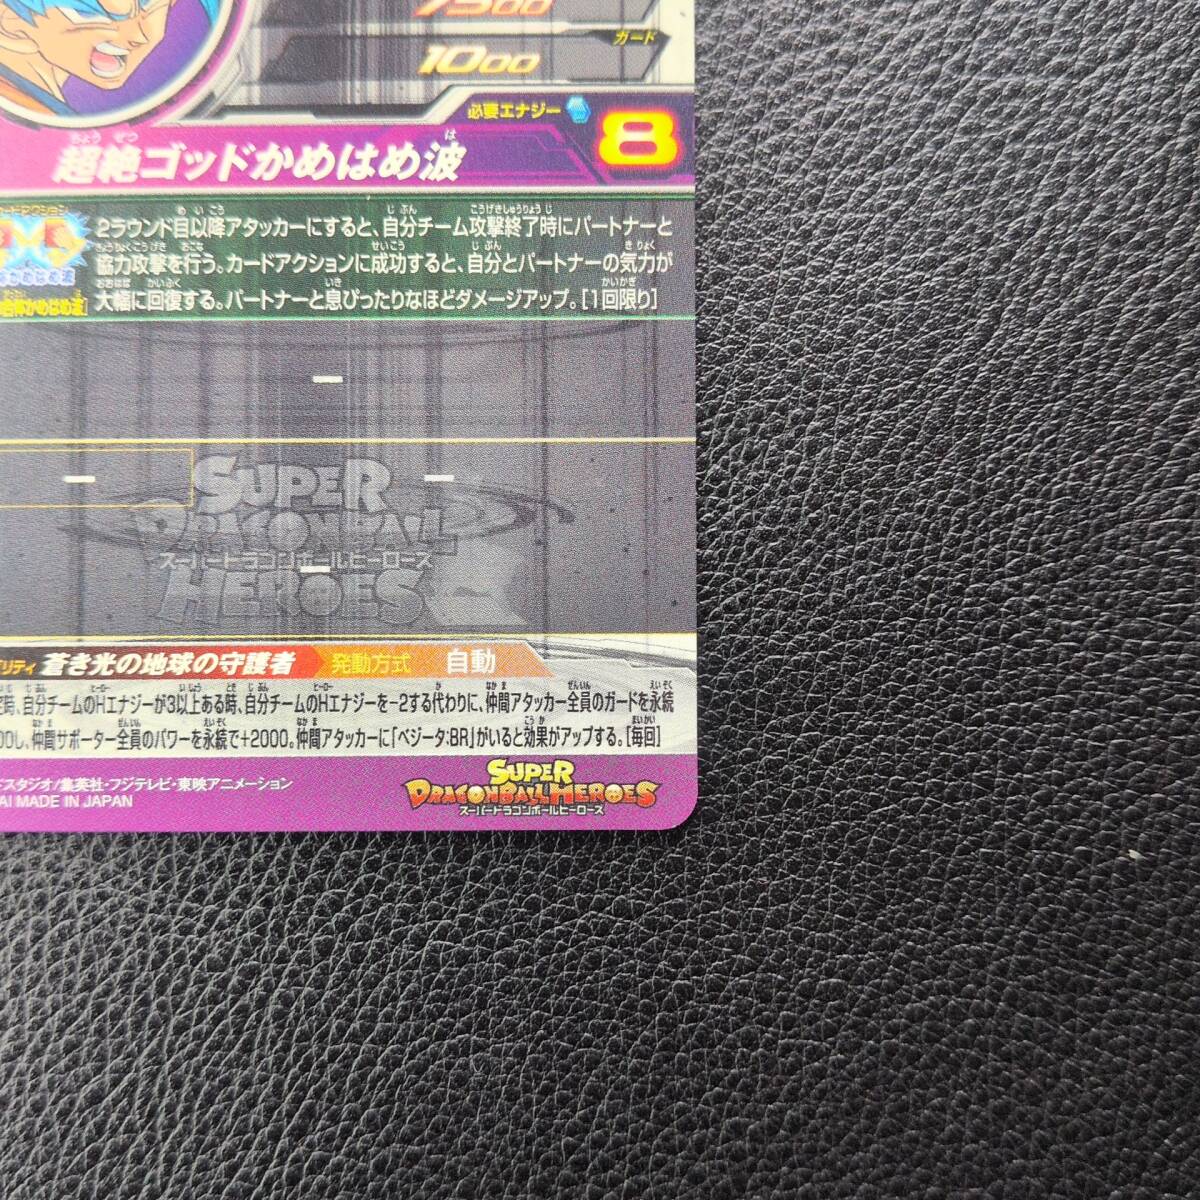 ガード
1000
必要エナジー
8
超絶ゴッドかめはめ波
2ラウンド目以降アタッカーにすると、自分チーム攻撃終了時にパートナーと
協力攻撃を行う。カードアクションに成功すると、自分とパートナーの気力が
大幅に回復する。パートナーと息ぴったりなほどダメージアップ。[1回限り]
SUPER
DRAGONBALL
スーパードラゴンボールヒーローズ
HEROES
蒼き光の地球の守護者 発動方式 自動
時、自分チームのHエナジーが3以上ある時、自分チームのHエナジーを-2する代わりに、仲間アタッカー全員のガードを永続
00し、仲間サポーター全員のパワーを永続で+2000。仲間アタッカーに「ベジータ:BR」がいると効果がアップする。[毎回]
スタジオ/集英社・フジテレビ・東映アニメーション
AI MADE IN JAPAN
SUPER
DRAGONBALL HEROES
スーパードラゴンボールヒーローズ